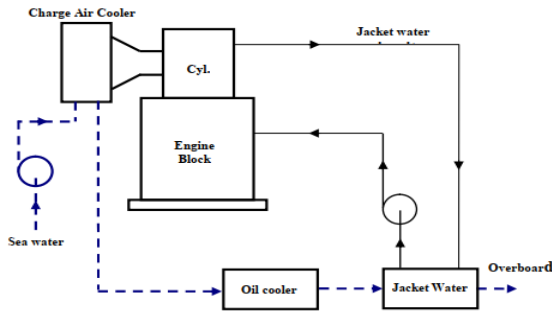 Charge Air Cooler
Jacket water
Cyl.
Engine
Block
Sea water
Oil cooler
Jacket Water
Overboard